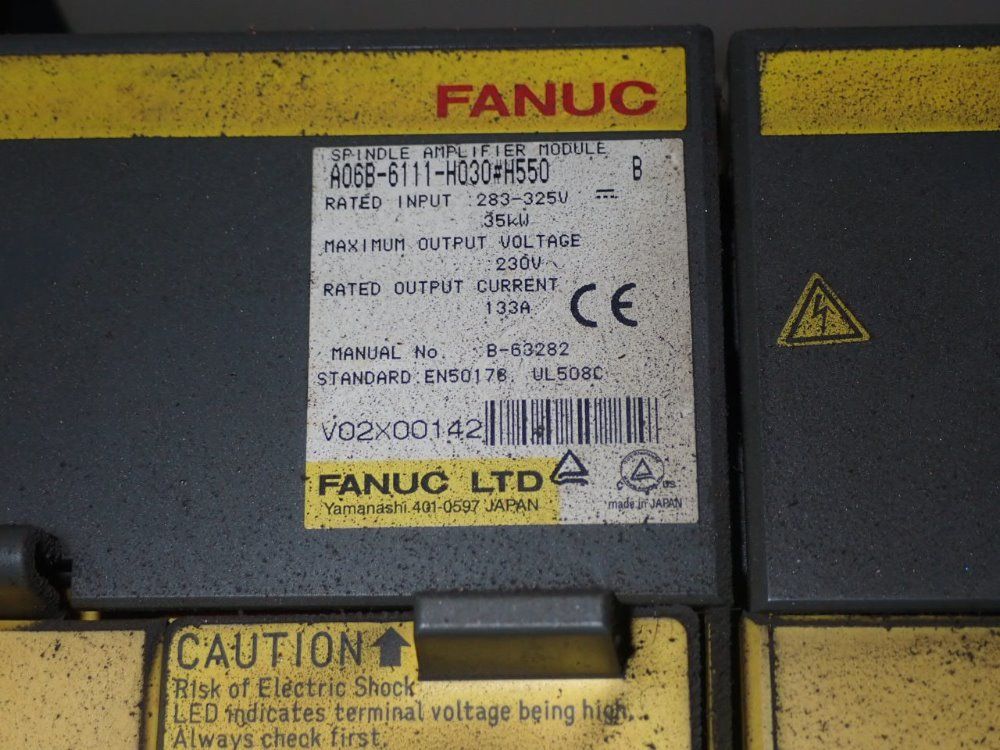 FANUC
SPINDLE AMPLIFIER MODULE
A06B-6111-H030#H550 B
RATED INPUT 283-325V
35kW
MAXIMUM OUTPUT VOLTAGE
230V~
RATED OUTPUT CURRENT
133A
CE
MANUAL No. B-63282
STANDARD:EN50178, UL508C
V02X00142
FANUC LTD
Yamanashi 401-0597 JAPAN
US
made in JAPAN
CAUTION
Risk of Electric Shock
LED indicates terminal voltage being high.
Always check first.